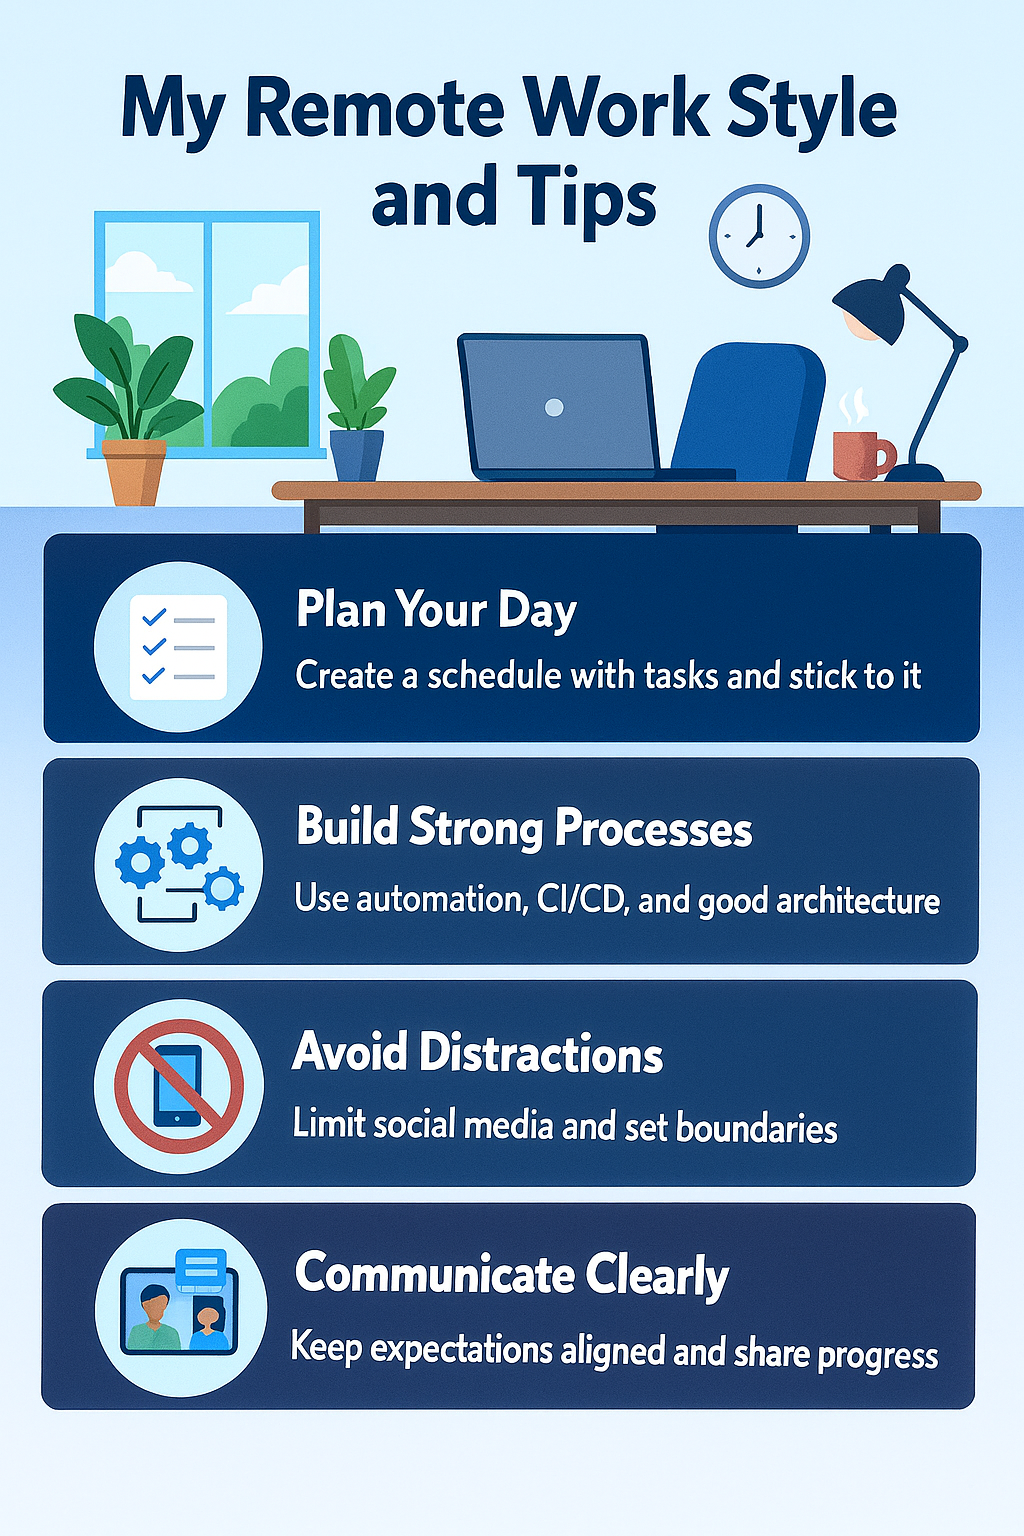 My Remote Work Style
and Tips
Plan Your Day
Create a schedule with tasks and stick to it
Build Strong Processes
Use automation, CI/CD, and good architecture
Avoid Distractions
Limit social media and set boundaries
Communicate Clearly
Keep expectations aligned and share progress